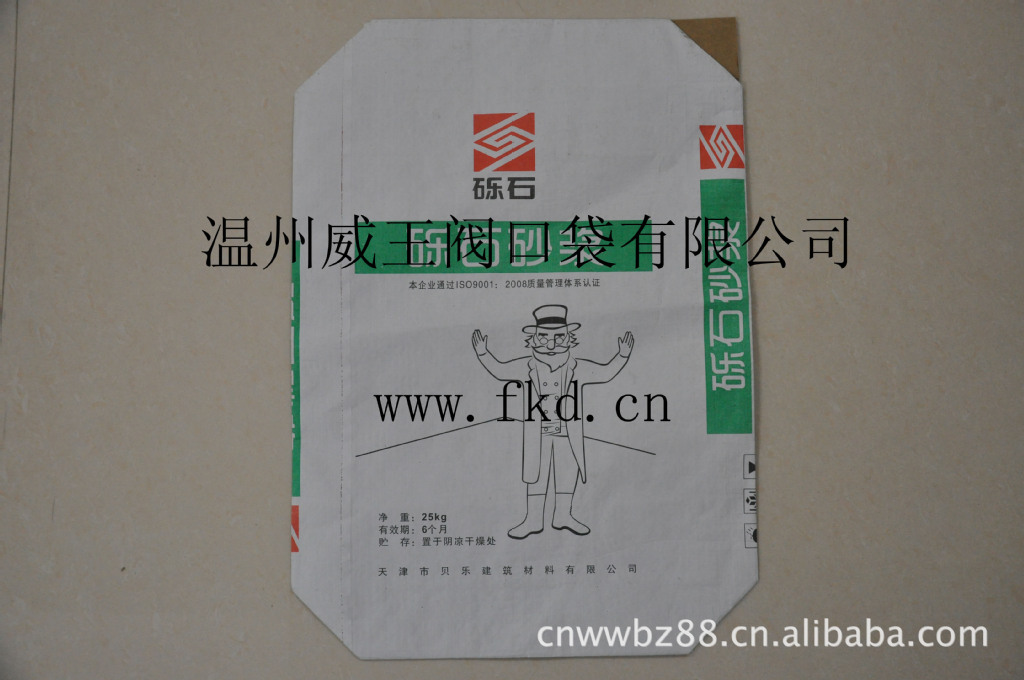 砾石
温州威王阀口袋有限公司
砾石砂浆
本企业通过ISO9001：2008质量管理体系认证
砾石砂浆
www.fkd.cn
净 重：25kg
有效期：6个月
贮 存：置于阴凉干燥处
天津市贝乐建筑材料有限公司
cnwwbz88.cn.alibaba.com